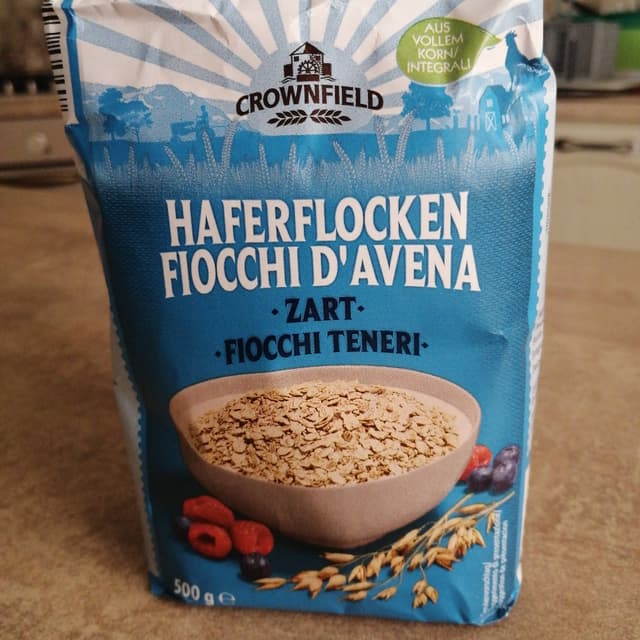 AUS
VOLLEM
KORN/
INTEGRALI
CROWNFIELD
HAFERFLOCKEN
FIOCCHI D'AVENA
·ZART·
·FIOCCHI TENERI·
500 g ℮